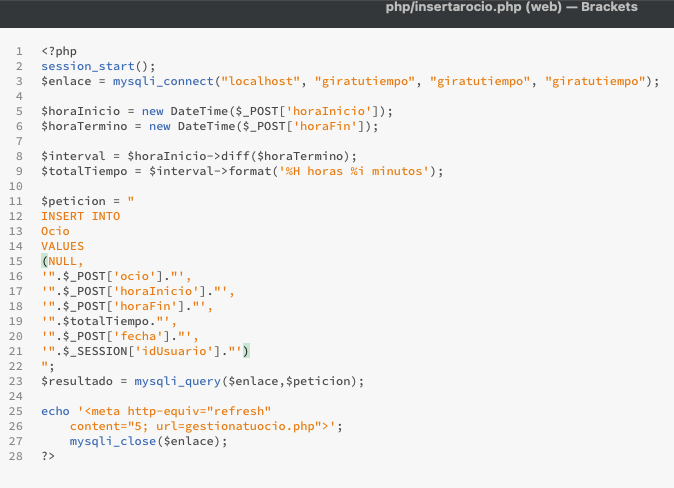 php/insertarocio.php (web) — Brackets
1 <?php
2 session_start();
3 $enlace = mysqli_connect("localhost", "giratutiempo", "giratutiempo", "giratutiempo");
4
5 $horaInicio = new DateTime($_POST['horaInicio']);
6 $horaTermino = new DateTime($_POST['horaFin']);
7
8 $interval = $horaInicio->diff($horaTermino);
9 $totalTiempo = $interval->format('%H horas %i minutos');
10
11 $peticion = "
12 INSERT INTO
13 Ocio
14 VALUES
15 (NULL,
16 '".$_POST['ocio']."',
17 '".$_POST['horaInicio']."',
18 '".$_POST['horaFin']."',
19 '".$totalTiempo."',
20 '".$_POST['fecha']."',
21 '".$_SESSION['idUsuario']."')
22 ";
23 $resultado = mysqli_query($enlace,$peticion);
24
25 echo '<meta http-equiv="refresh"
26     content="5; url=gestionatuocio.php">';
27     mysqli_close($enlace);
28 ?>